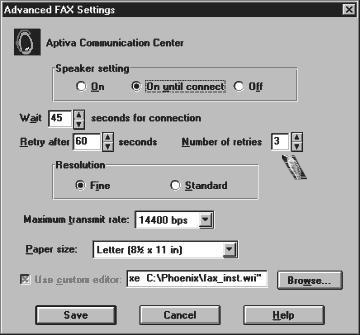 Advanced FAX Settings
Aptiva Communication Center
Speaker setting
On On until connect Off
Wait 45 seconds for connection
Retry after 60 seconds Number of retries 3
Resolution
Fine Standard
Maximum transmit rate: 14400 bps
Paper size: Letter (8½ x 11 in)
Use custom editor: xe C:\Phoenix\fax_inst.wri" Browse...
Save Cancel Help